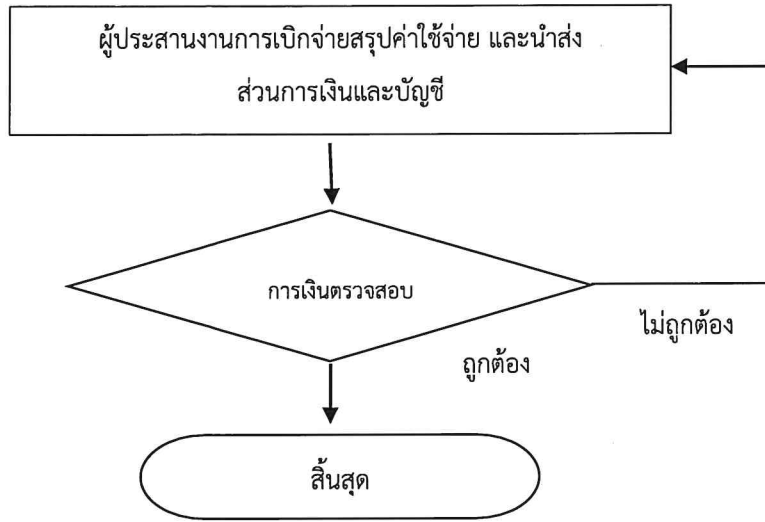 ผู้ประสานงานการเบิกจ่ายสรุปค่าใช้จ่าย และนำส่ง
ส่วนการเงินและบัญชี
การเงินตรวจสอบ
ไม่ถูกต้อง
ถูกต้อง
สิ้นสุด